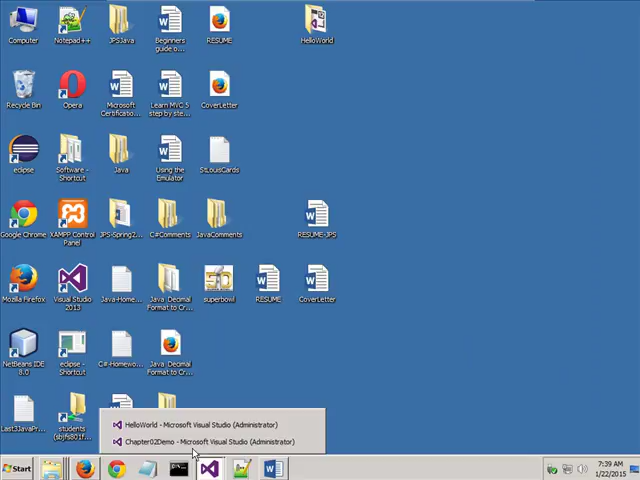 Computer
Notepad++
JPSJava
Beginners
guide o...
RESUME
HelloWorld
Recycle Bin
Opera
Microsoft
Certificatio...
Learn MVC 5
step by ste...
CoverLetter
eclipse
Software -
Shortcut
Java
Using the
Emulator
StLouisCards
Google Chrome
XAMPP Control
Panel
JPS-Spring2...
C#Comments
JavaComments
RESUME-JPS
Mozilla Firefox
Visual Studio
2013
Java-Home...
Java_Decimal
Format to Cr...
superbowl
RESUME
CoverLetter
NetBeans IDE
8.0
eclipse -
Shortcut
C#-Homewo...
Java_Decimal
Format to Cr...
Last3JavaPr...
students
(sbjfs801f...
HelloWorld - Microsoft Visual Studio (Administrator)
Chapter02Demo - Microsoft Visual Studio (Administrator)
Start
7:39 AM
1/22/2015